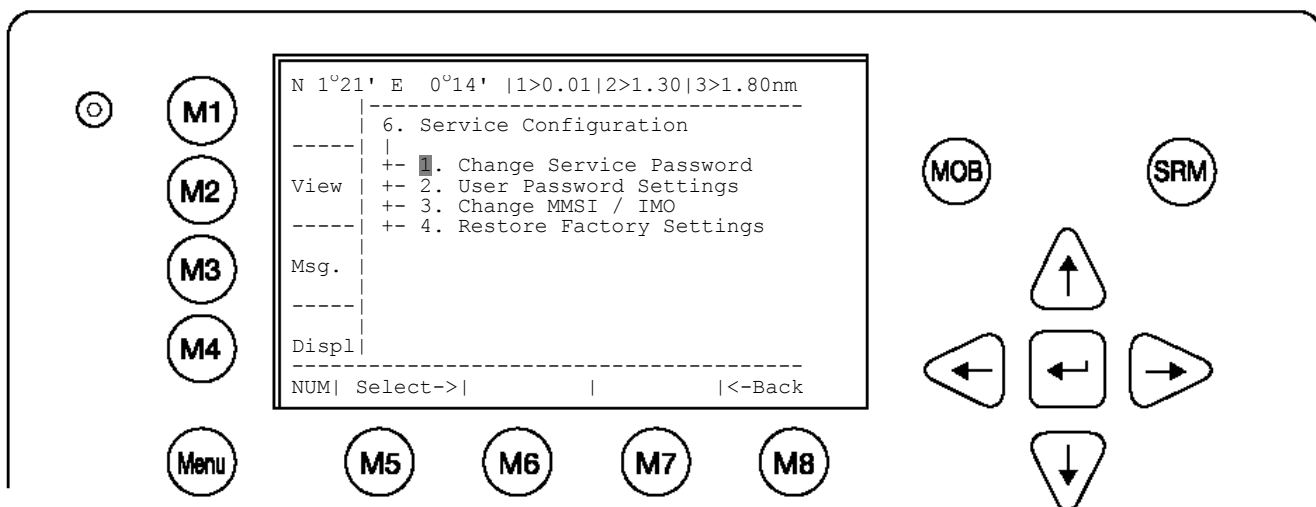 N 1°21' E 0°14' |1>0.01|2>1.30|3>1.80nm
|----------------------------------
M1
| 6. Service Configuration
-----| |
| +- 1. Change Service Password
MOB
SRM
M2
View | +- 2. User Password Settings
| +- 3. Change MMSI / IMO
-----| +- 4. Restore Factory Settings
M3
Msg. |
-----|
M4
Displ|
----------------------------------------
NUM| Select->| | |<-Back
Menu
M5
M6
M7
M8